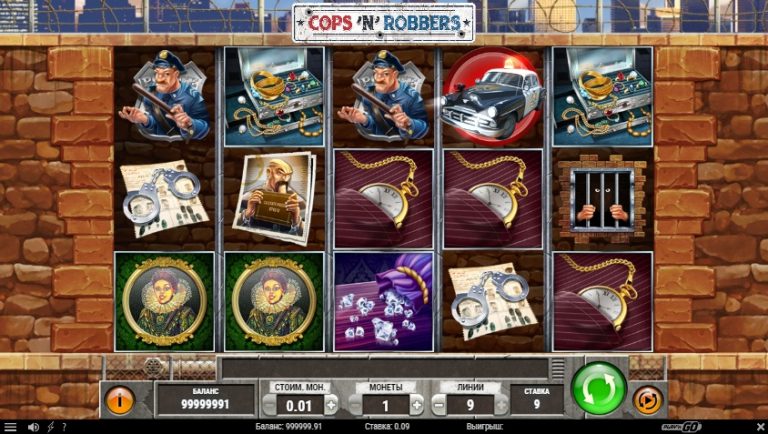 COPS 'N' ROBBERS
БАЛАНС
99999991
СТОИМ. МОН.
0.01
МОНЕТЫ
1
ЛИНИИ
9
СТАВКА
9
Баланс: 999999.91
Ставка: 0.09
Выигрыш:
?
PLAY'N GO